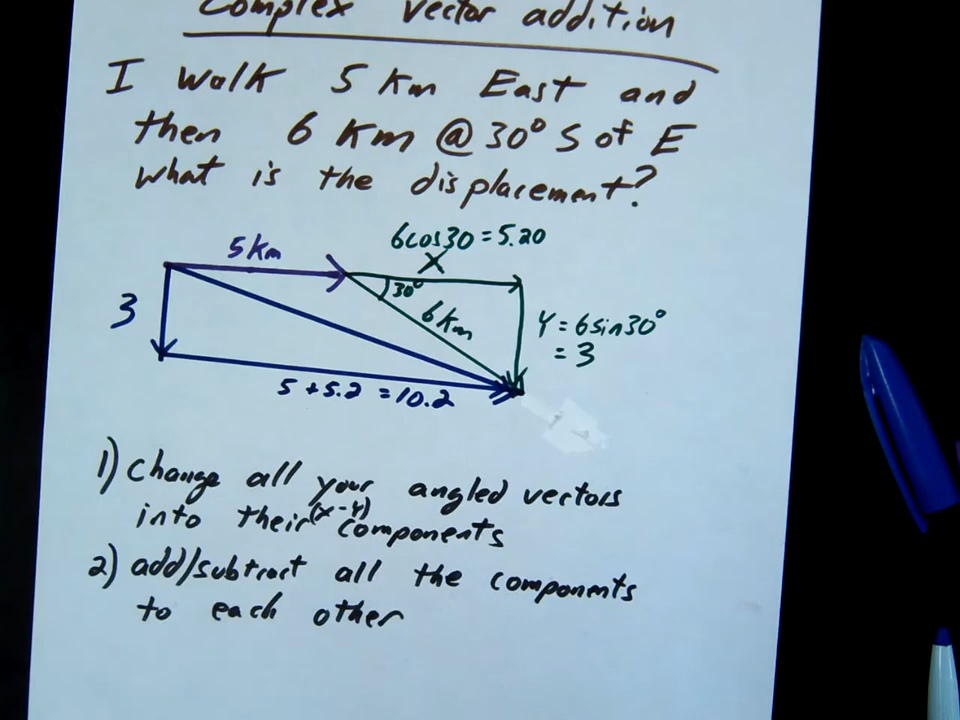 Complex vector addition
I walk 5 Km East and
then 6 Km @ 30° S of E
what is the displacement?
6cos30 = 5.20
5 Km
X
30°
3
6 Km
Y = 6sin30°
= 3
5 + 5.2 = 10.2
1) Change all your angled vectors
into their (x-y) components
2) add/subtract all the components
to each other